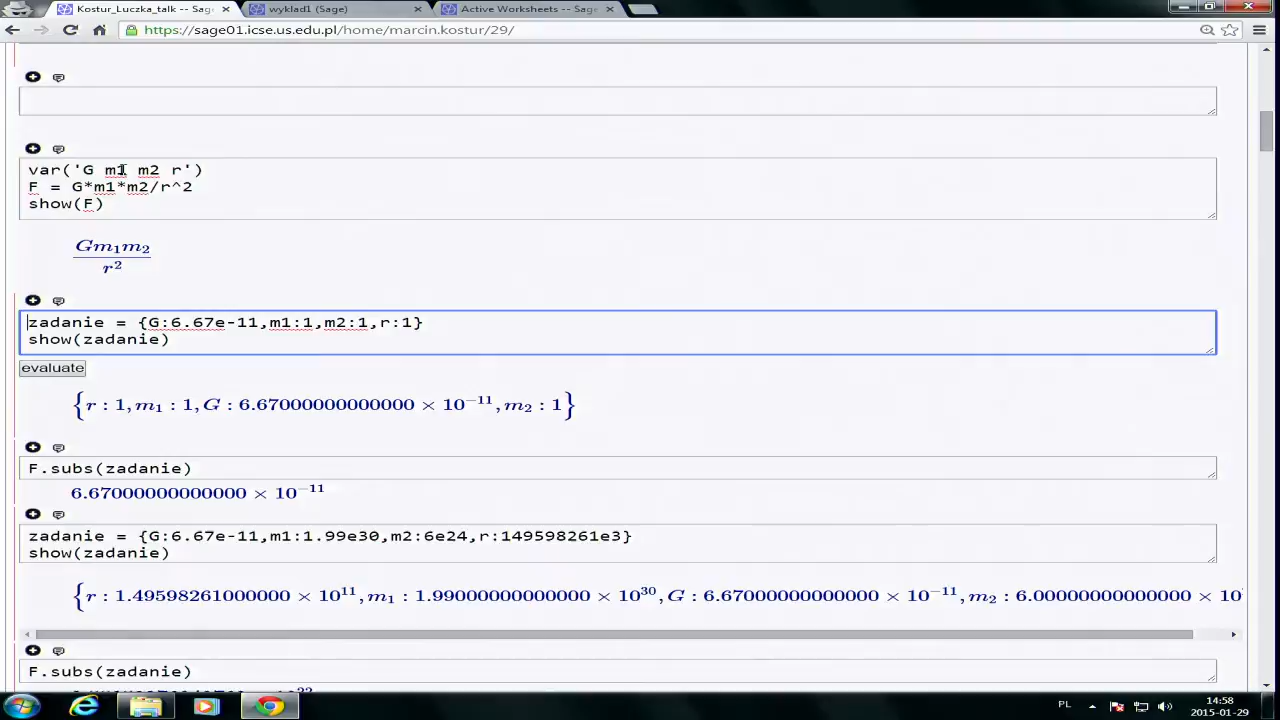 Kostur_Luczka_talk -- Sag
wyklad1 (Sage)
Active Worksheets -- Sage
https://sage01.icse.us.edu.pl/home/marcin.kostur/29/
var('G m1 m2 r')
F = G*m1*m2/r^2
show(F)
Gm₁m₂
r²
zadanie = {G:6.67e-11,m1:1,m2:1,r:1}
show(zadanie)
evaluate
{r : 1, m₁ : 1, G : 6.67000000000000 × 10⁻¹¹, m₂ : 1}
F.subs(zadanie)
6.67000000000000 × 10⁻¹¹
zadanie = {G:6.67e-11,m1:1.99e30,m2:6e24,r:149598261e3}
show(zadanie)
{r : 1.49598261000000 × 10¹¹, m₁ : 1.99000000000000 × 10³⁰, G : 6.67000000000000 × 10⁻¹¹, m₂ : 6.00000000000000 × 10
F.subs(zadanie)
PL
14:58
2015-01-29